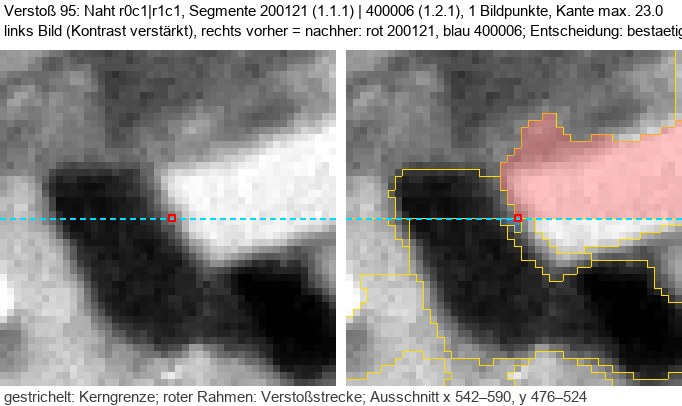 Verstoß 95: Naht r0c1|r1c1, Segmente 200121 (1.1.1) | 400006 (1.2.1), 1 Bildpunkte, Kante max. 23.0
links Bild (Kontrast verstärkt), rechts vorher = nachher: rot 200121, blau 400006; Entscheidung: bestaetig
gestrichelt: Kerngrenze; roter Rahmen: Verstoßstrecke; Ausschnitt x 542–590, y 476–524